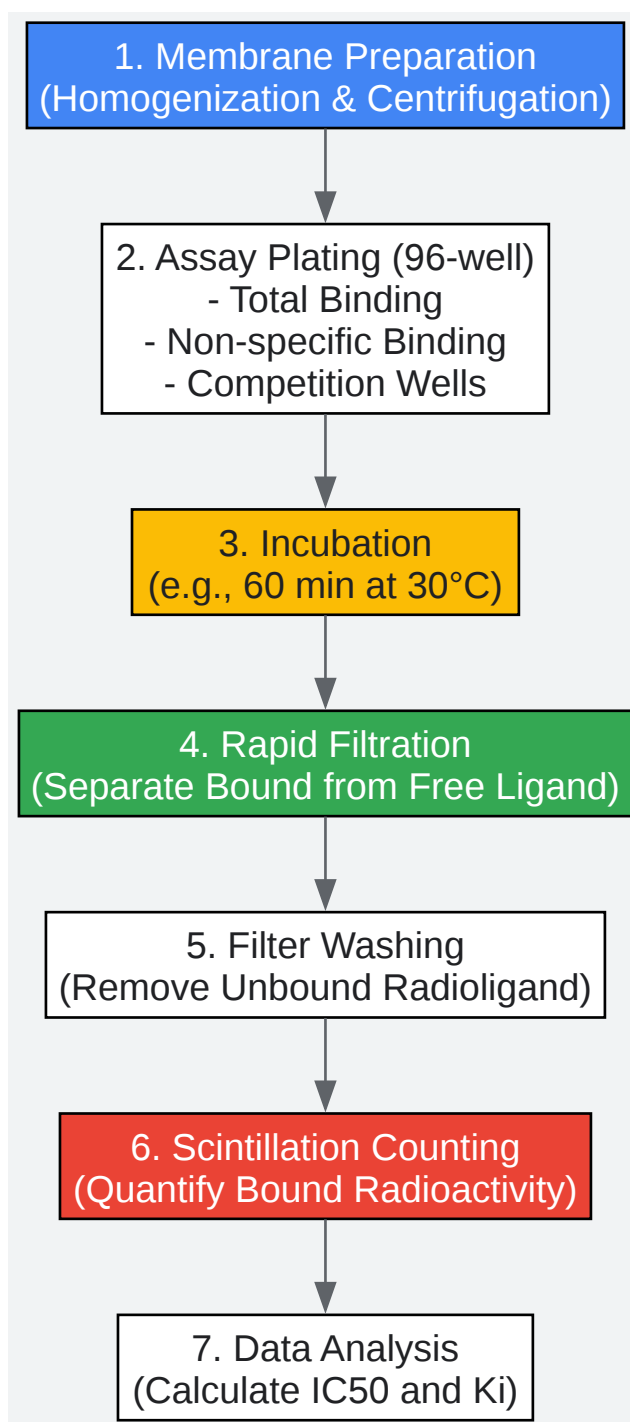 1. Membrane Preparation
(Homogenization & Centrifugation)
2. Assay Plating (96-well)
- Total Binding
- Non-specific Binding
- Competition Wells
3. Incubation
(e.g., 60 min at 30°C)
4. Rapid Filtration
(Separate Bound from Free Ligand)
5. Filter Washing
(Remove Unbound Radioligand)
6. Scintillation Counting
(Quantify Bound Radioactivity)
7. Data Analysis
(Calculate IC50 and Ki)